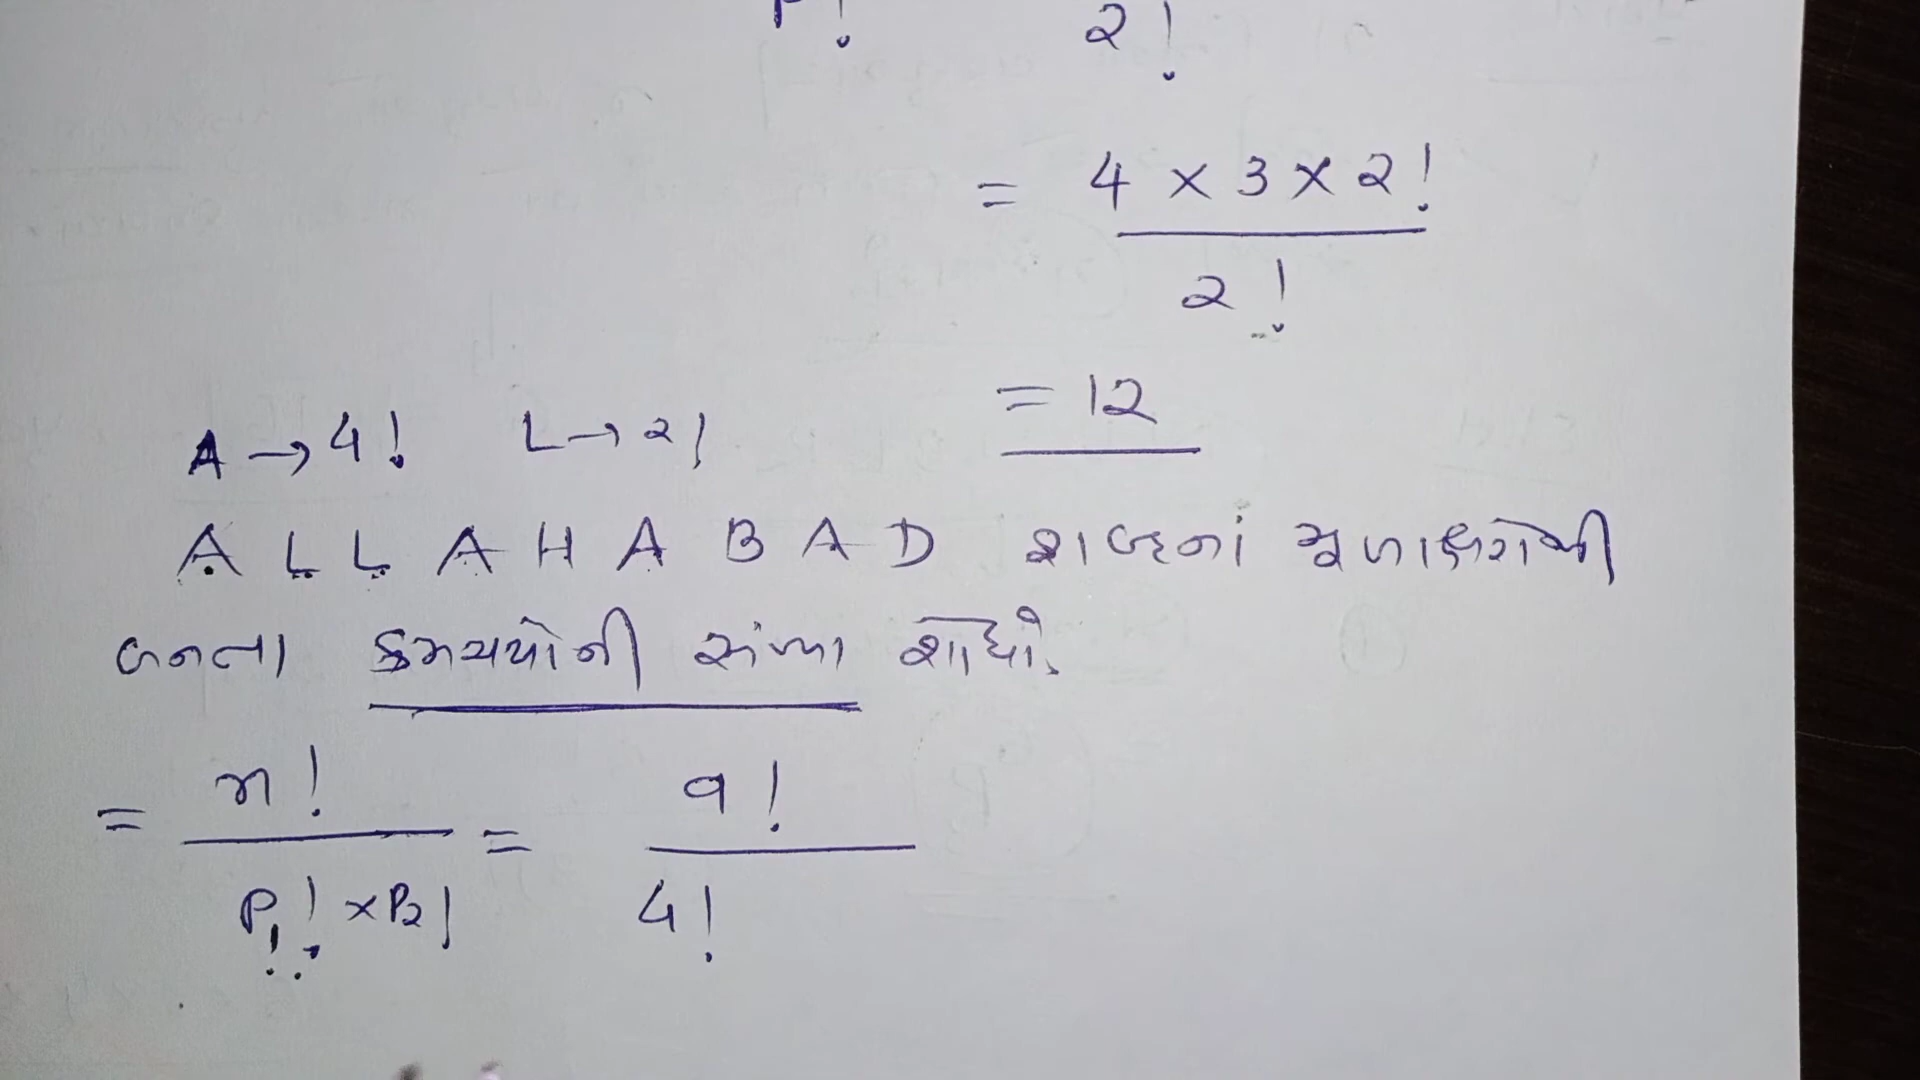 P! 2!
= 4 x 3 x 2! / 2!
= 12
A → 4! L → 2!
A L L A H A B A D શબ્દનાં મૂળાક્ષરોથી
બનતા ક્રમચયોની સંખ્યા શોધો.
= n! / P1! x P2! = 9! / 4!